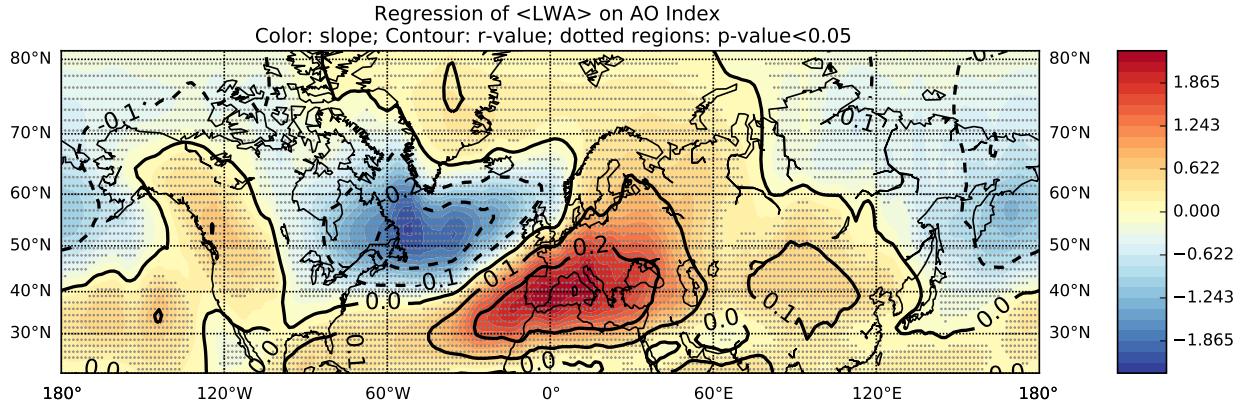 Regression of <LWA> on AO Index
Color: slope; Contour: r-value; dotted regions: p-value<0.05
80°N 80°N 1.865
70°N 70°N 1.243
60°N 60°N 0.622
50°N 50°N 0.000
40°N 40°N −0.622
30°N 30°N −1.243
−1.865
180° 120°W 60°W 0° 60°E 120°E 180°
-0.1
-0.1
0.2
-0.1
0.1
0.0
0.1
0.0
0.0
0.0
0.1
0.0